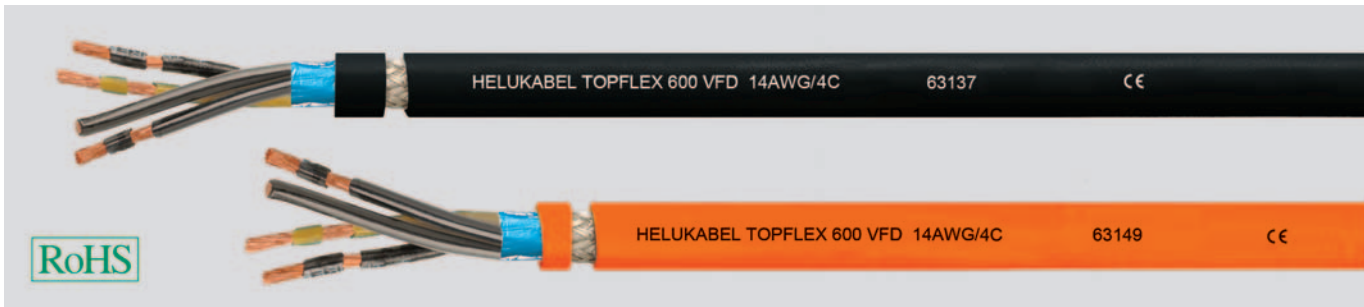 HELUKABEL TOPFLEX 600 VFD 14AWG/4C 63137 CE
HELUKABEL TOPFLEX 600 VFD 14AWG/4C 63149 CE
RoHS